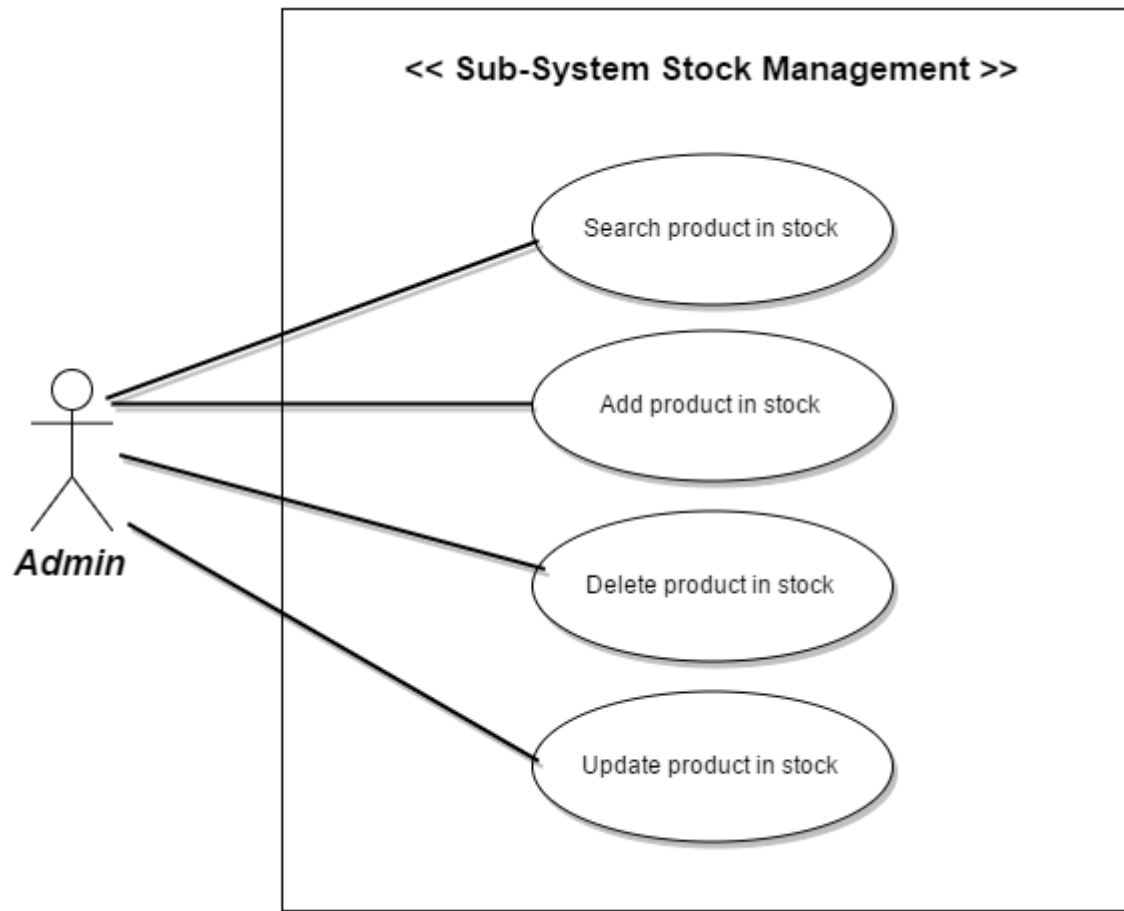 << Sub-System Stock Management >>
Search product in stock
Add product in stock
Delete product in stock
Admin
Update product in stock